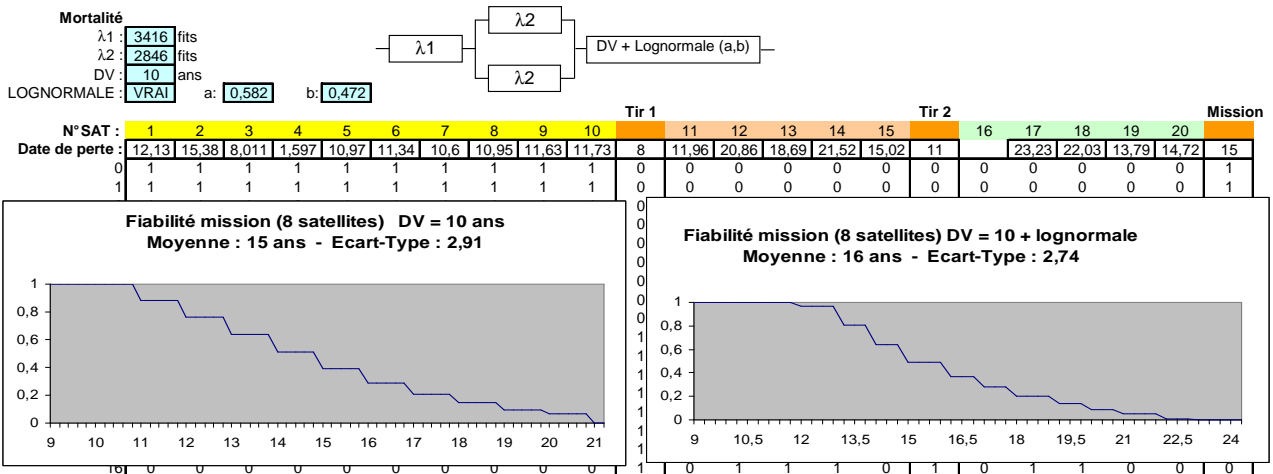 Mortalité
λ1 : 3416 fits
λ2 : 2846 fits
DV : 10 ans
LOGNORMALE : VRAI a: 0,582 b: 0,472
λ1
λ2
λ2
DV + Lognormale (a,b)
Tir 1 Tir 2 Mission
N°SAT : 1 2 3 4 5 6 7 8 9 10 11 12 13 14 15 16 17 18 19 20
Date de perte : 12,13 15,38 8,011 1,597 10,97 11,34 10,6 10,95 11,63 11,73 8 11,96 20,86 18,69 21,52 15,02 11 23,23 22,03 13,79 14,72 15
0 1 1 1 1 1 1 1 1 1 1 0 0 0 0 0 0 0 0 0 0 0 0 1
1 1 1 1 1 1 1 1 1 1 1 0 0 0 0 0 0 0 0 0 0 0 0 1
Fiabilité mission (8 satellites) DV = 10 ans
Moyenne : 15 ans - Ecart-Type : 2,91
1
0,8
0,6
0,4
0,2
0
9 10 11 12 13 14 15 16 17 18 19 20 21
0
0
0
0
0
0
0
1
1
1
1
1
1
1
Fiabilité mission (8 satellites) DV = 10 + lognormale
Moyenne : 16 ans - Ecart-Type : 2,74
1
0,8
0,6
0,4
0,2
0
9 10,5 12 13,5 15 16,5 18 19,5 21 22,5 24
16 0 0 0 0 0 0 0 0 0 0 1 0 1 1 1 0 1 0 1 1 0 0 0